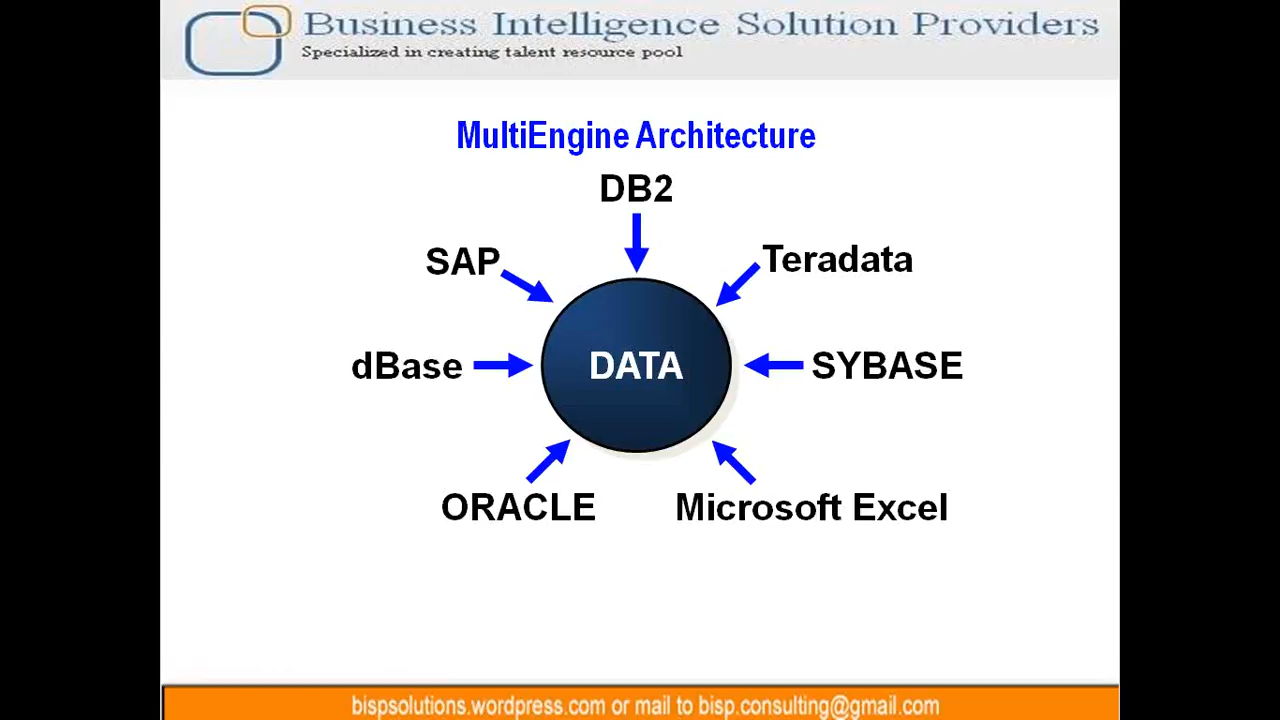 Business Intelligence Solution Providers
Specialized in creating talent resource pool
MultiEngine Architecture
DB2
SAP
Teradata
dBase
DATA
SYBASE
ORACLE
Microsoft Excel
bispsolutions.wordpress.com or mail to bisp.consulting@gmail.com